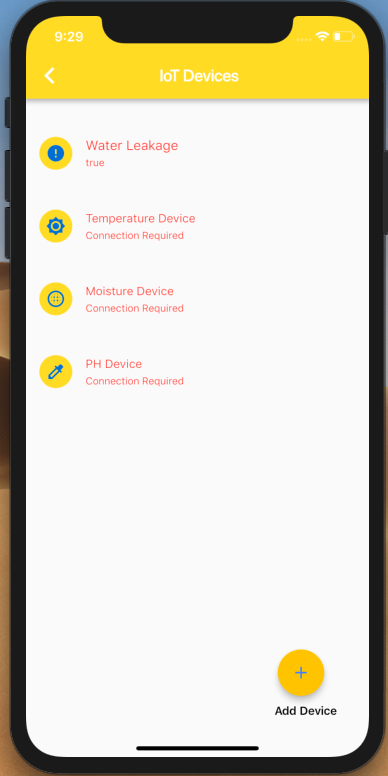 9:29
IoT Devices
Water Leakage
true
Temperature Device
Connection Required
Moisture Device
Connection Required
PH Device
Connection Required
Add Device